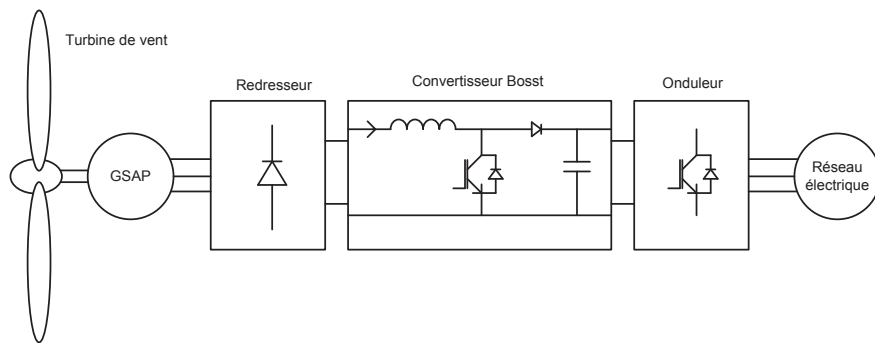 Turbine de vent
Redresseur
Convertisseur Bosst
Onduleur
GSAP
Réseau
électrique